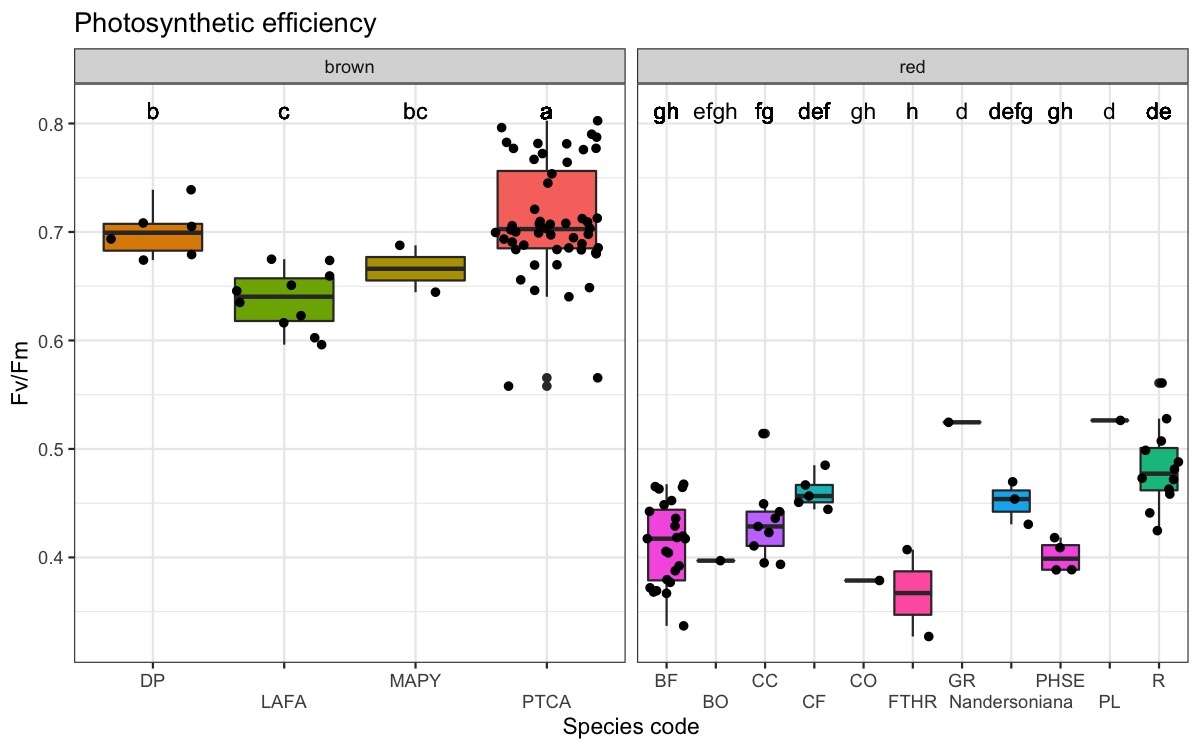 Photosynthetic efficiency
brown red
b c bc a gh efgh fg def gh h d defg gh d de
0.8
0.7
0.6
0.5
0.4
Fv/Fm
DP MAPY BF CC CO GR PHSE R
LAFA PTCA BO CF FTHR Nandersoniana PL
Species code